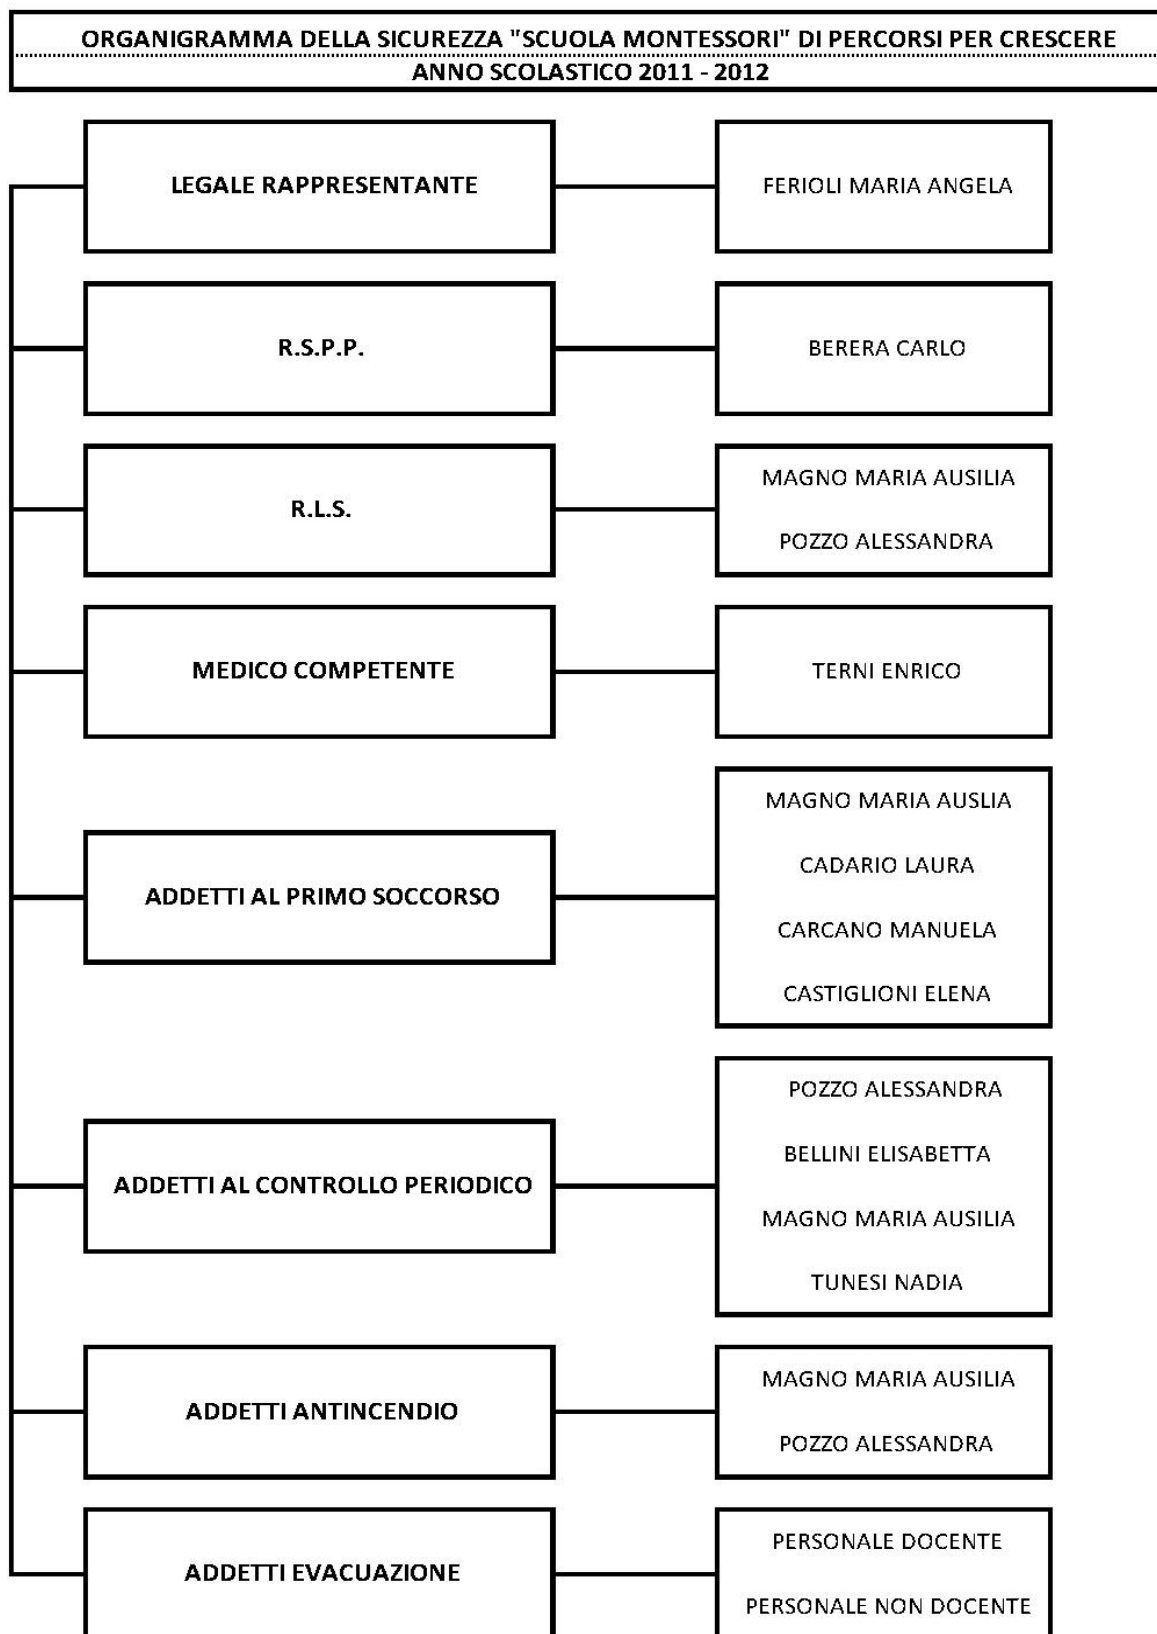 ORGANIGRAMMA DELLA SICUREZZA "SCUOLA MONTESSORI" DI PERCORSI PER CRESCERE
ANNO SCOLASTICO 2011 - 2012
LEGALE RAPPRESENTANTE
FERIOLI MARIA ANGELA
R.S.P.P.
BERERA CARLO
R.L.S.
MAGNO MARIA AUSILIA
POZZO ALESSANDRA
MEDICO COMPETENTE
TERNI ENRICO
ADDETTI AL PRIMO SOCCORSO
MAGNO MARIA AUSLIA
CADARIO LAURA
CARCANO MANUELA
CASTIGLIONI ELENA
ADDETTI AL CONTROLLO PERIODICO
POZZO ALESSANDRA
BELLINI ELISABETTA
MAGNO MARIA AUSILIA
TUNESI NADIA
ADDETTI ANTINCENDIO
MAGNO MARIA AUSILIA
POZZO ALESSANDRA
ADDETTI EVACUAZIONE
PERSONALE DOCENTE
PERSONALE NON DOCENTE